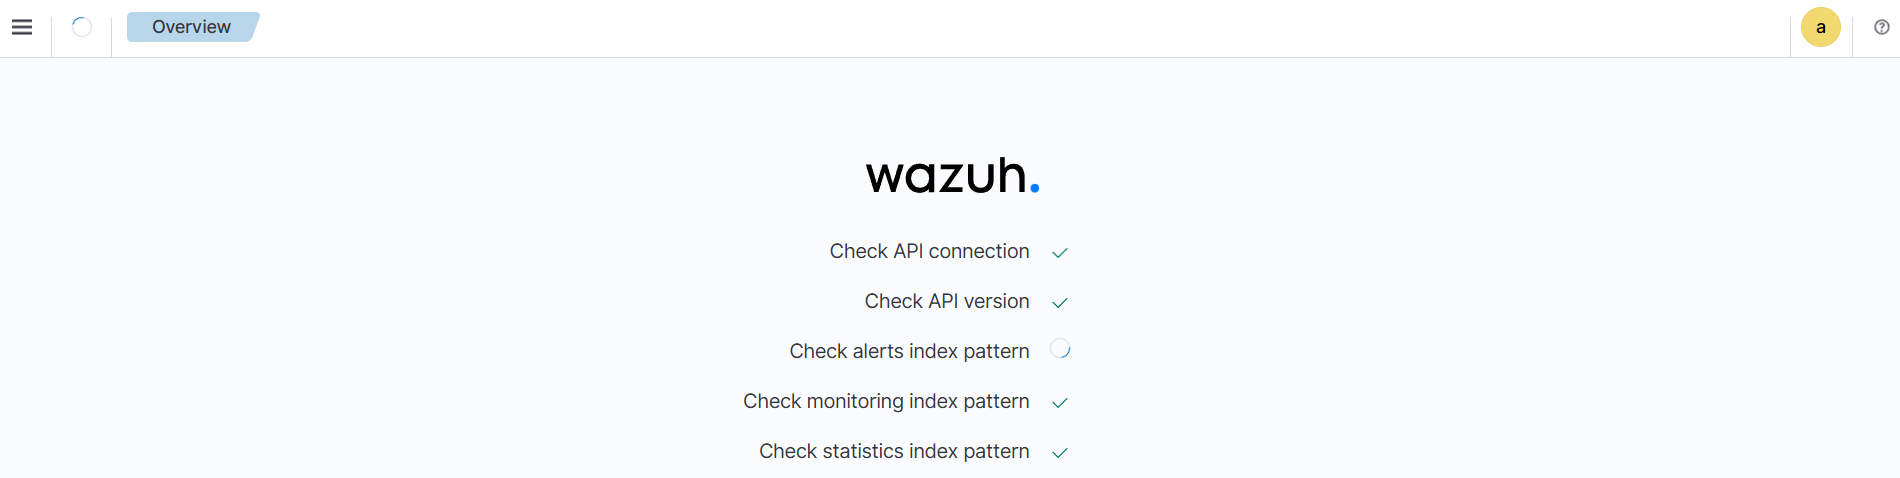 Overview
a
wazuh.
Check API connection
Check API version
Check alerts index pattern
Check monitoring index pattern
Check statistics index pattern